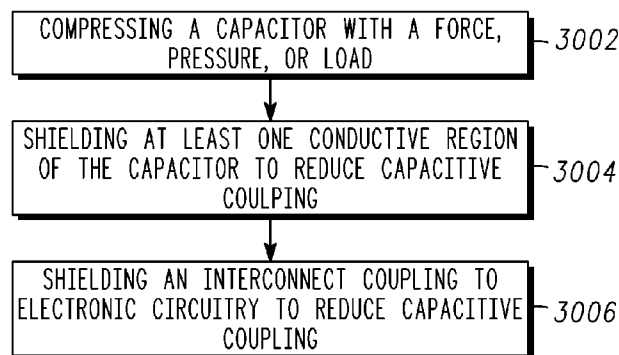 COMPRESSING A CAPACITOR WITH A FORCE,
PRESSURE, OR LOAD
3002
SHIELDING AT LEAST ONE CONDUCTIVE REGION
OF THE CAPACITOR TO REDUCE CAPACITIVE
COULPING
3004
SHIELDING AN INTERCONNECT COUPLING TO
ELECTRONIC CIRCUITRY TO REDUCE CAPACITIVE
COUPLING
3006